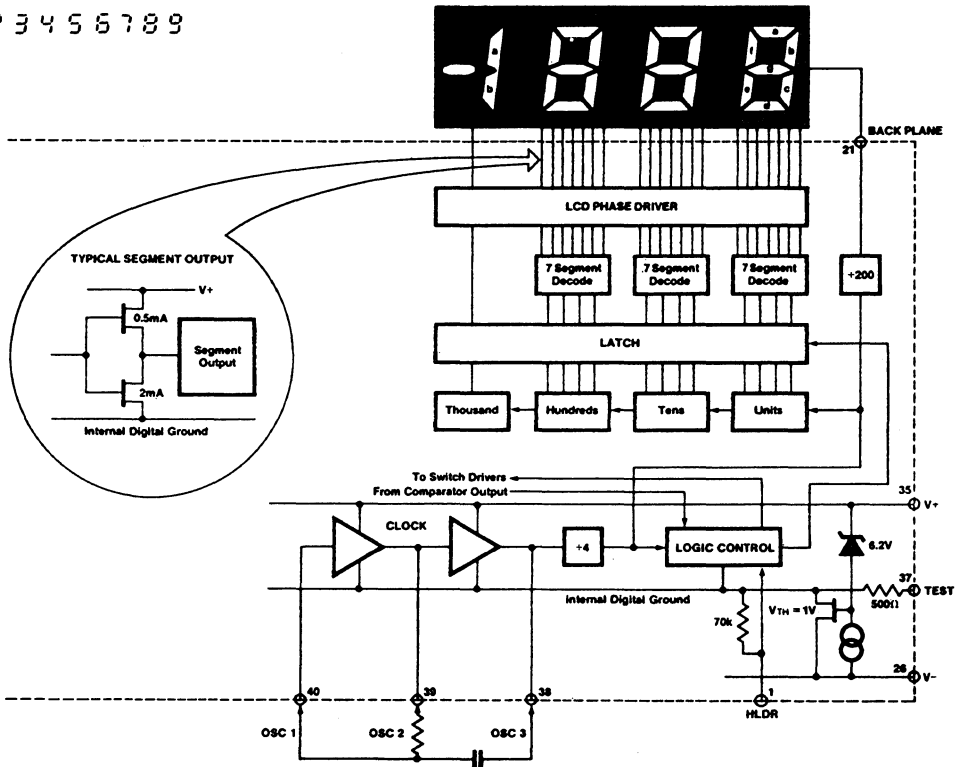 3 4 5 6 7 8 9
a
b
a
f b
g
e c
d
BACK PLANE
21
LCD PHASE DRIVER
TYPICAL SEGMENT OUTPUT
V+
0.5mA
Segment
Output
2mA
Internal Digital Ground
7 Segment
Decode
7 Segment
Decode
7 Segment
Decode
÷200
LATCH
Thousand
Hundreds
Tens
Units
To Switch Drivers
From Comparator Output
35
V+
CLOCK
÷4
LOGIC CONTROL
6.2V
37
TEST
500Ω
Internal Digital Ground
70k
VTH = 1V
26
V-
40
39
38
1
HLDR
OSC 1
OSC 2
OSC 3